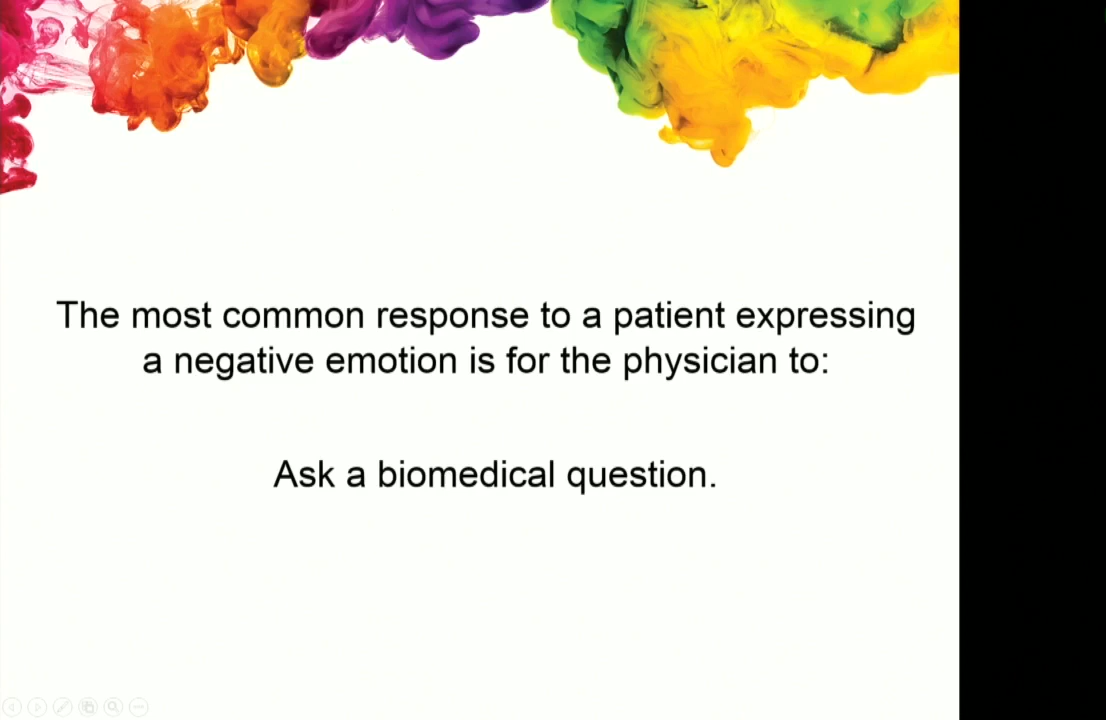 The most common response to a patient expressing
a negative emotion is for the physician to:
Ask a biomedical question.